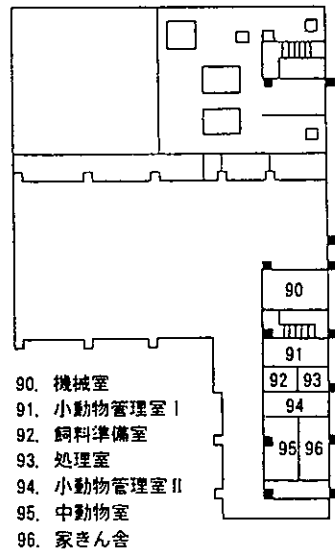 90
91
92 93
94
95 96
90. 機械室
91. 小動物管理室 I
92. 飼料準備室
93. 処理室
94. 小動物管理室 II
95. 中動物室
96. 家きん舎